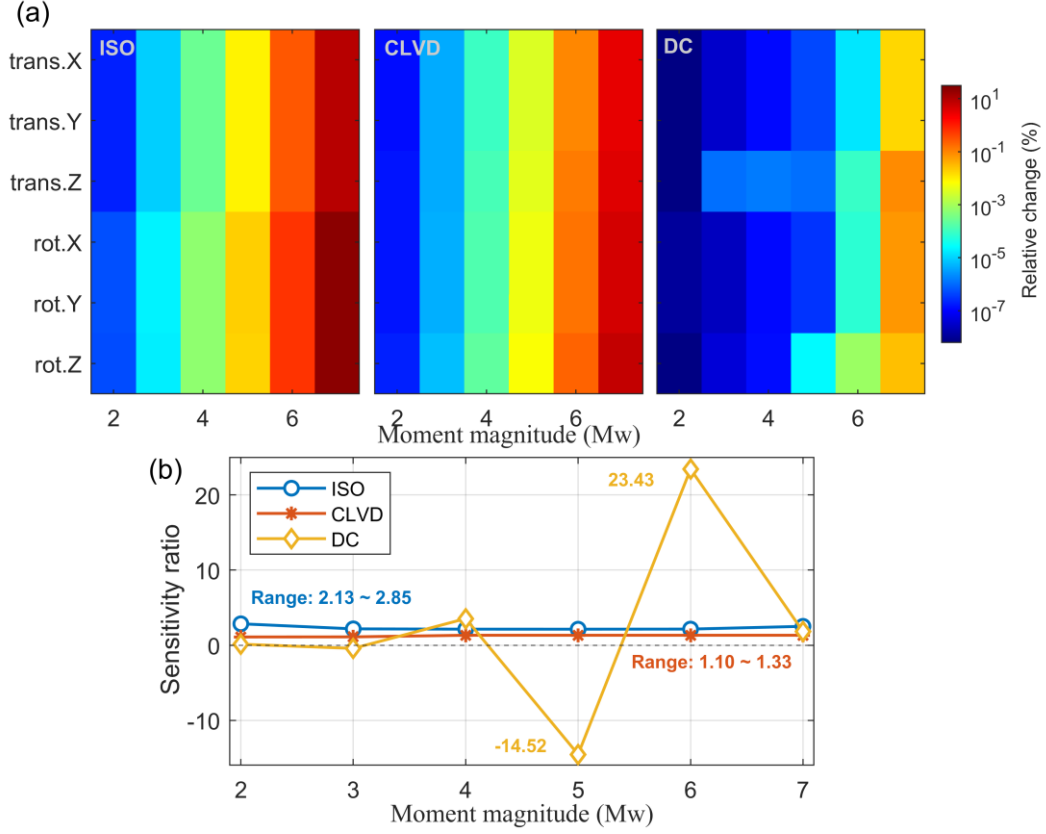 (a)
ISO
CLVD
DC
trans.X
trans.Y
trans.Z
rot.X
rot.Y
rot.Z
10^1
10^-1
10^-3
10^-5
10^-7
Relative change (%)
2 4 6
2 4 6
2 4 6
Moment magnitude (Mw)
(b)
ISO
CLVD
DC
23.43
Range: 2.13 ~ 2.85
Range: 1.10 ~ 1.33
-14.52
20
10
0
-10
Sensitivity ratio
2 3 4 5 6 7
Moment magnitude (Mw)